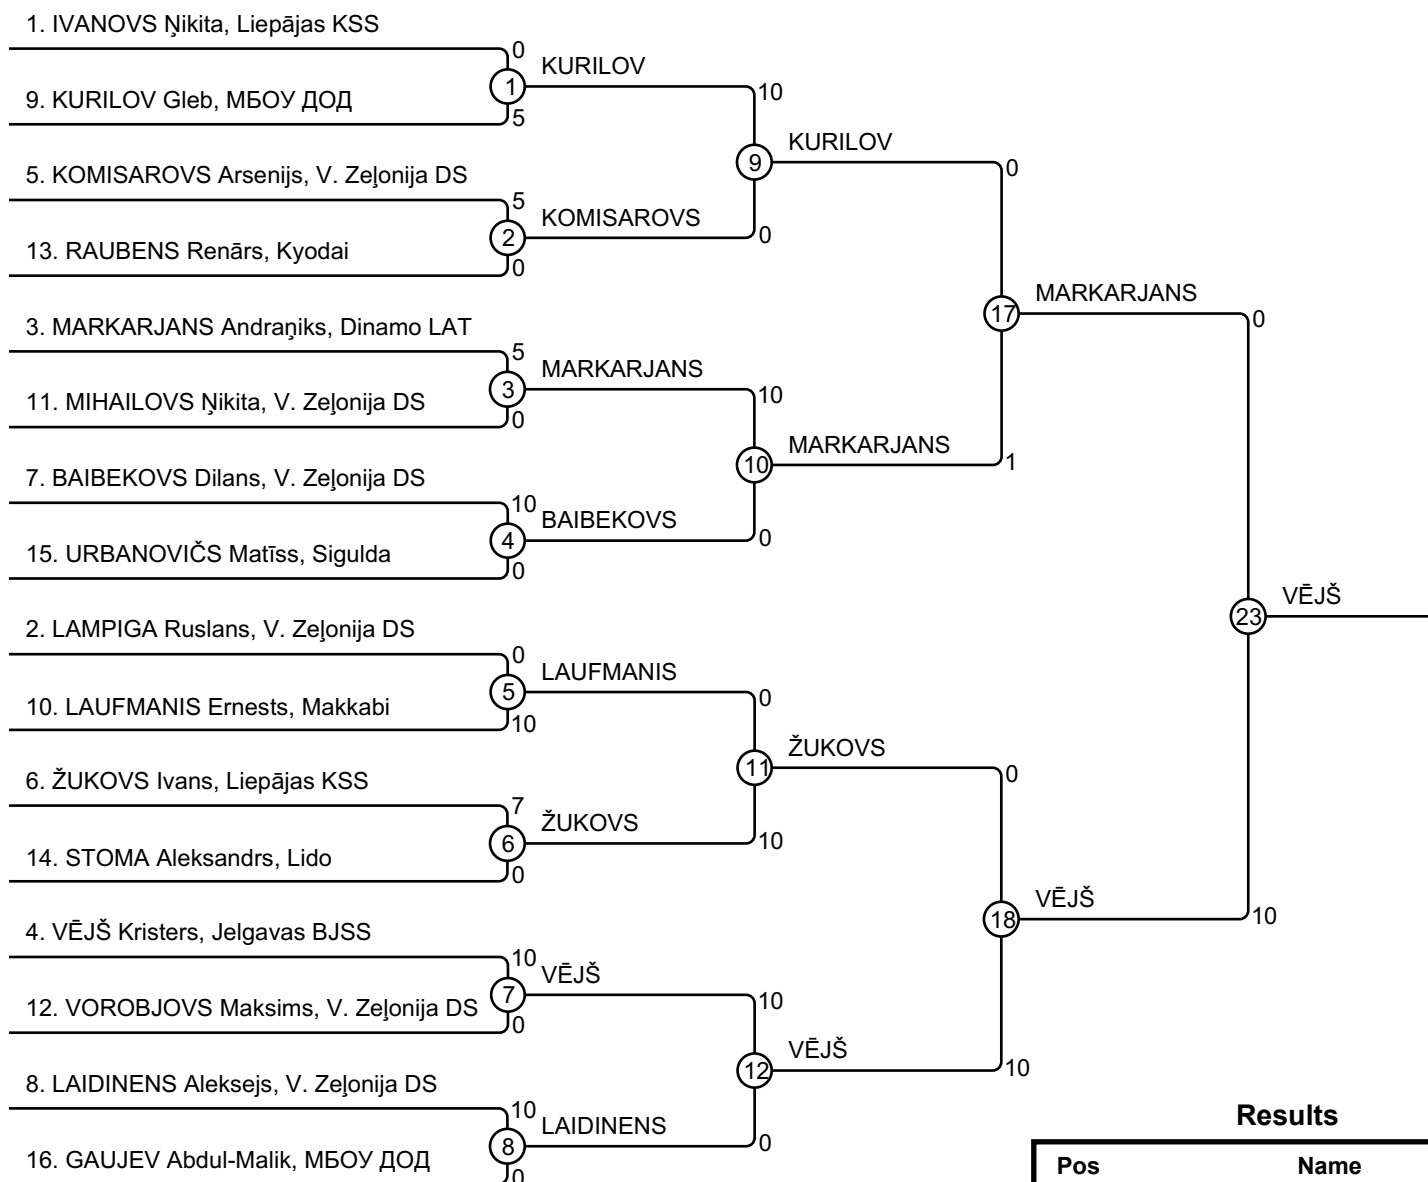 1. IVANOVS Ņikita, Liepājas KSS
0
KURILOV
1
10
9. KURILOV Gleb, МБОУ ДОД
5
KURILOV
9
0
5. KOMISAROVS Arsenijs, V. Zeļonija DS
5
KOMISAROVS
2
0
13. RAUBENS Renārs, Kyodai
0
MARKARJANS
17
0
3. MARKARJANS Andraņiks, Dinamo LAT
5
MARKARJANS
3
10
11. MIHAILOVS Ņikita, V. Zeļonija DS
0
MARKARJANS
10
1
7. BAIBEKOVS Dilans, V. Zeļonija DS
10
BAIBEKOVS
4
0
15. URBANOVIČS Matīss, Sigulda
0
VĒJŠ
23
2. LAMPIGA Ruslans, V. Zeļonija DS
0
LAUFMANIS
5
0
10. LAUFMANIS Ernests, Makkabi
10
ŽUKOVS
11
0
6. ŽUKOVS Ivans, Liepājas KSS
7
ŽUKOVS
6
10
14. STOMA Aleksandrs, Lido
0
VĒJŠ
18
10
4. VĒJŠ Kristers, Jelgavas BJSS
10
VĒJŠ
7
10
12. VOROBJOVS Maksims, V. Zeļonija DS
0
VĒJŠ
12
10
8. LAIDINENS Aleksejs, V. Zeļonija DS
10
LAIDINENS
8
0
16. GAUJEV Abdul-Malik, МБОУ ДОД
0
Results
Pos Name